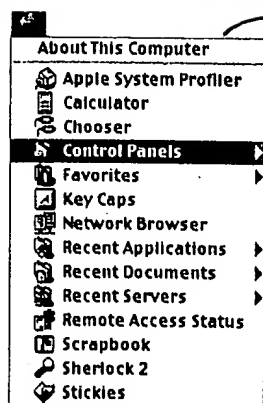 About This Computer
Apple System Profiler
Calculator
Chooser
Control Panels
Favorites
Key Caps
Network Browser
Recent Applications
Recent Documents
Recent Servers
Remote Access Status
Scrapbook
Sherlock 2
Stickies